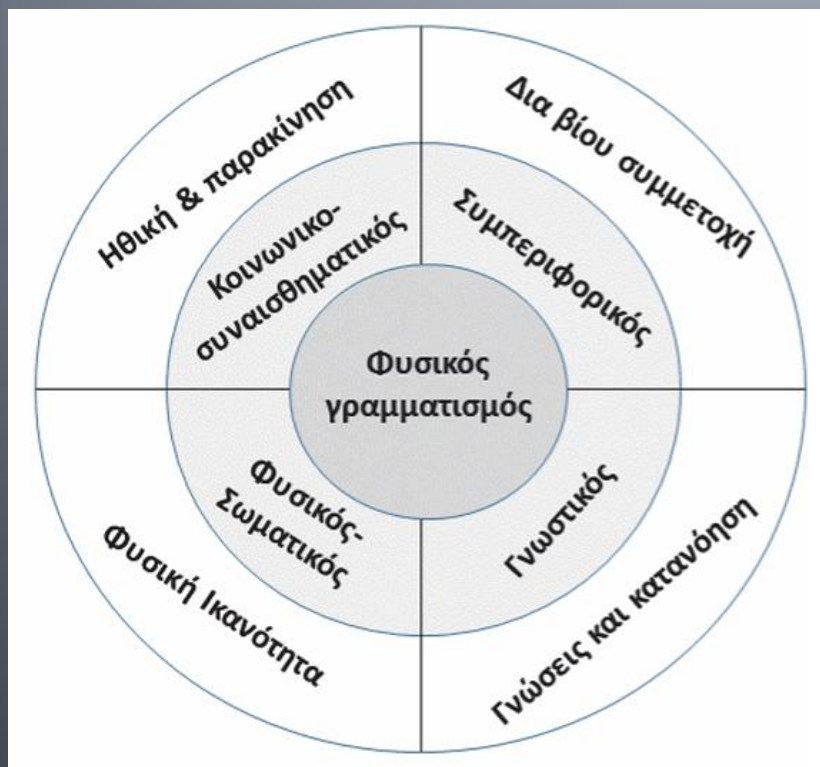 Ηθική & παρακίνηση
Δια βίου συμμετοχή
Κοινωνικο-
συναισθηματικός
Συμπεριφορικός
Φυσικός
γραμματισμός
Φυσικός-
Σωματικός
Γνωστικός
Φυσική Ικανότητα
Γνώσεις και κατανόηση